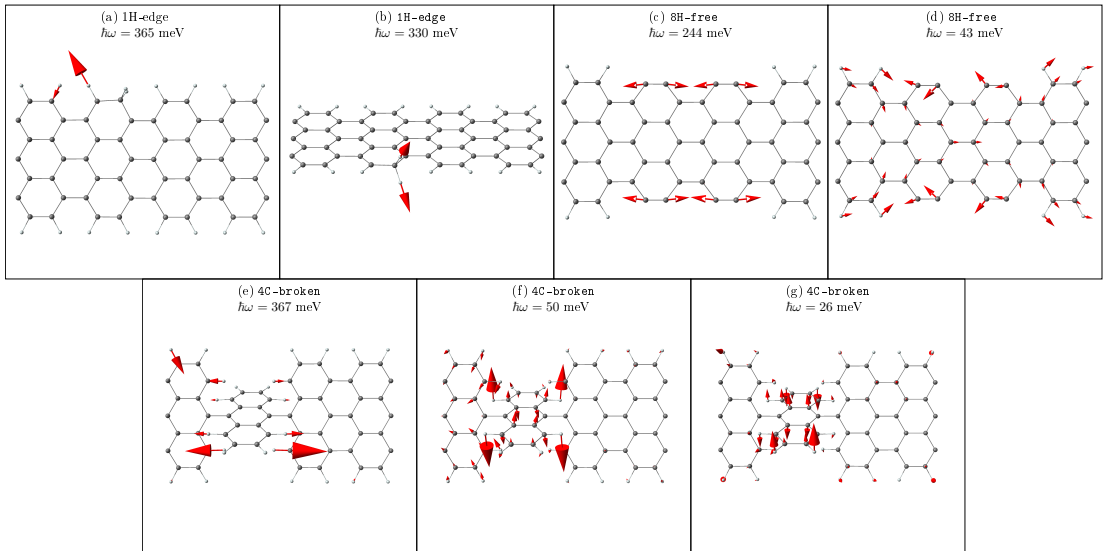 (a) 1H-edge
ℏω = 365 meV
(b) 1H-edge
ℏω = 330 meV
(c) 8H-free
ℏω = 244 meV
(d) 8H-free
ℏω = 43 meV
(e) 4C-broken
ℏω = 367 meV
(f) 4C-broken
ℏω = 50 meV
(g) 4C-broken
ℏω = 26 meV